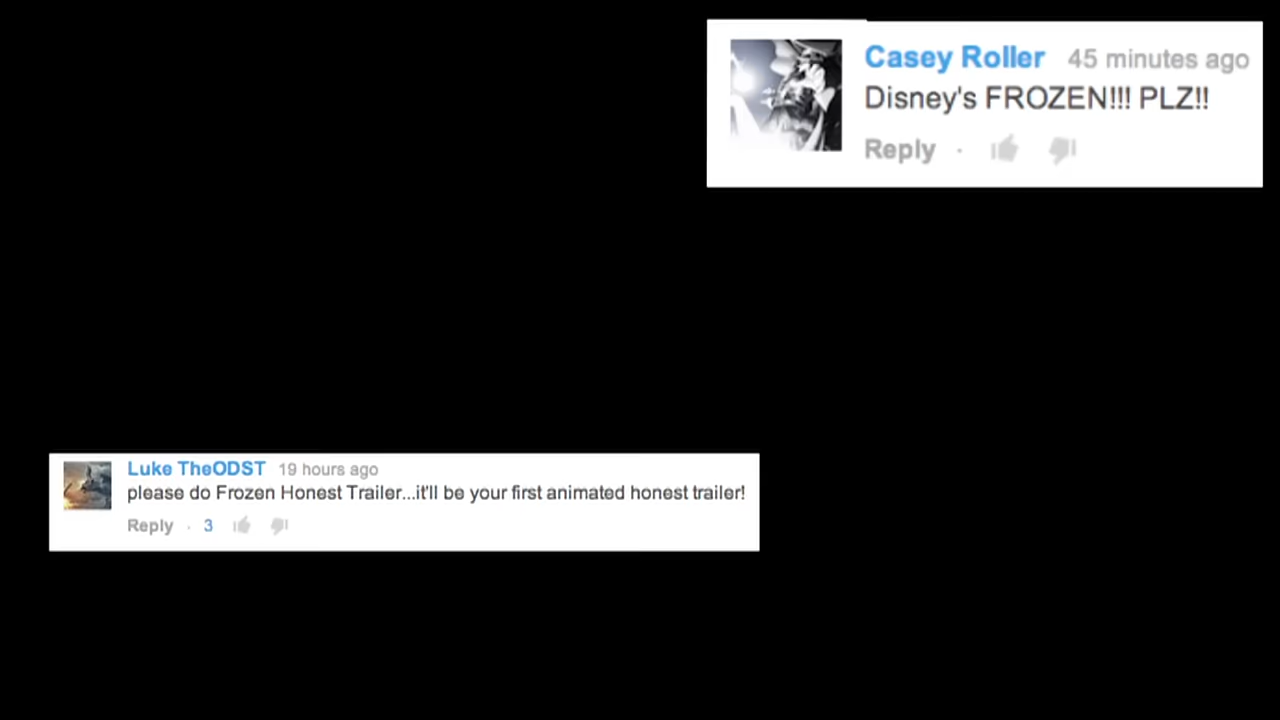 Casey Roller 45 minutes ago
Disney's FROZEN!!! PLZ!!
Reply ·
Luke TheODST 19 hours ago
please do Frozen Honest Trailer...it'll be your first animated honest trailer!
Reply · 3